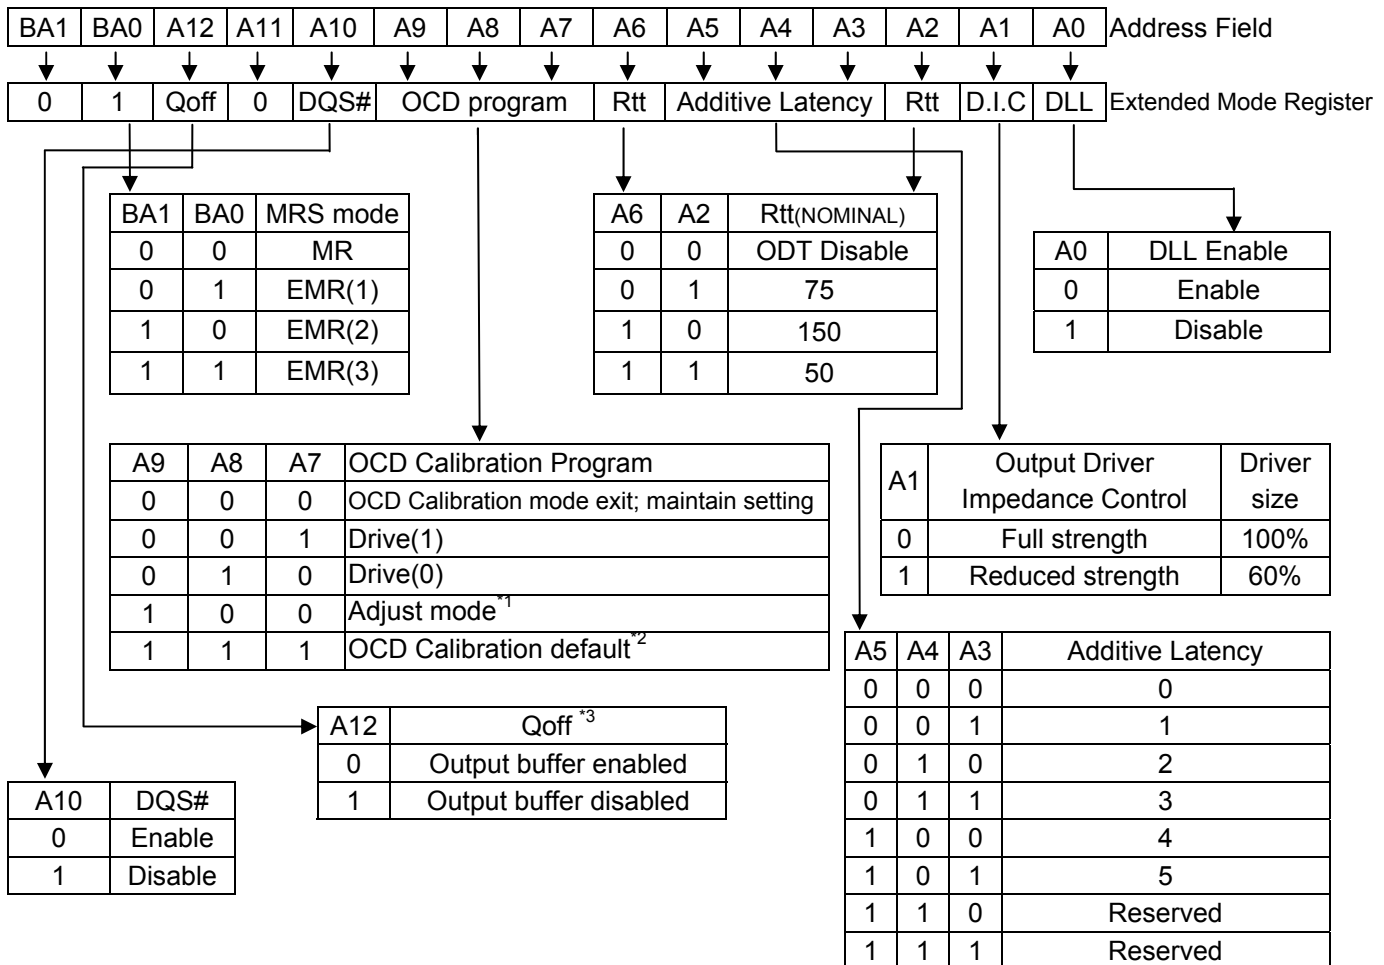 BA1 BA0 A12 A11 A10 A9 A8 A7 A6 A5 A4 A3 A2 A1 A0 Address Field
0 1 Qoff 0 DQS# OCD program Rtt Additive Latency Rtt D.I.C DLL Extended Mode Register
BA1 BA0 MRS mode
0 0 MR
0 1 EMR(1)
1 0 EMR(2)
1 1 EMR(3)
A6 A2 Rtt(NOMINAL)
0 0 ODT Disable
0 1 75
1 0 150
1 1 50
A0 DLL Enable
0 Enable
1 Disable
A9 A8 A7 OCD Calibration Program
0 0 0 OCD Calibration mode exit; maintain setting
0 0 1 Drive(1)
0 1 0 Drive(0)
1 0 0 Adjust mode*1
1 1 1 OCD Calibration default*2
A1 Output Driver Impedance Control Driver size
0 Full strength 100%
1 Reduced strength 60%
A12 Qoff *3
0 Output buffer enabled
1 Output buffer disabled
A10 DQS#
0 Enable
1 Disable
A5 A4 A3 Additive Latency
0 0 0 0
0 0 1 1
0 1 0 2
0 1 1 3
1 0 0 4
1 0 1 5
1 1 0 Reserved
1 1 1 Reserved